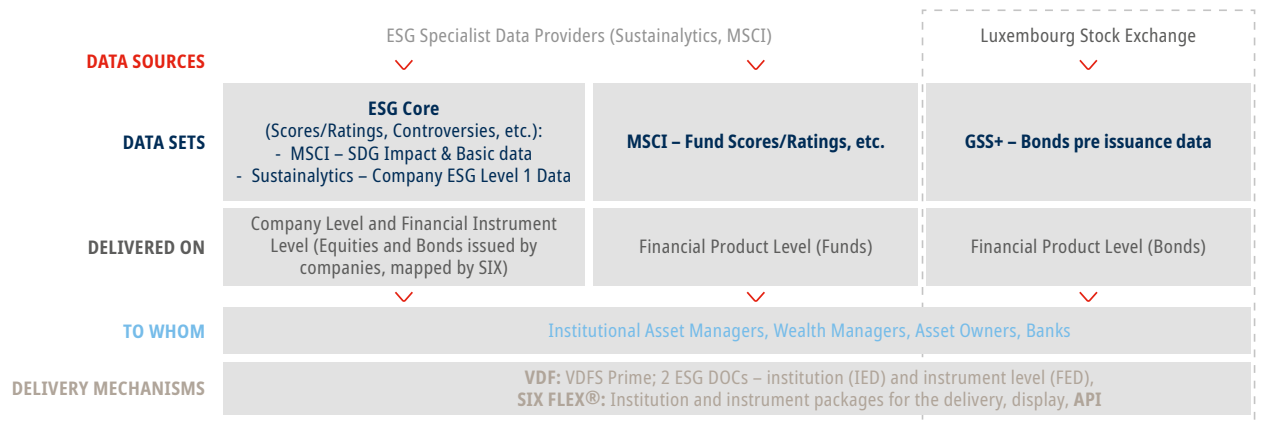 ESG Specialist Data Providers (Sustainalytics, MSCI)
Luxembourg Stock Exchange
DATA SOURCES
DATA SETS
ESG Core
(Scores/Ratings, Controversies, etc.):
- MSCI – SDG Impact & Basic data
- Sustainalytics – Company ESG Level 1 Data
MSCI – Fund Scores/Ratings, etc.
GSS+ – Bonds pre issuance data
DELIVERED ON
Company Level and Financial Instrument
Level (Equities and Bonds issued by
companies, mapped by SIX)
Financial Product Level (Funds)
Financial Product Level (Bonds)
TO WHOM
Institutional Asset Managers, Wealth Managers, Asset Owners, Banks
DELIVERY MECHANISMS
VDF: VDFS Prime; 2 ESG DOCs – institution (IED) and instrument level (FED),
SIX FLEX®: Institution and instrument packages for the delivery, display, API